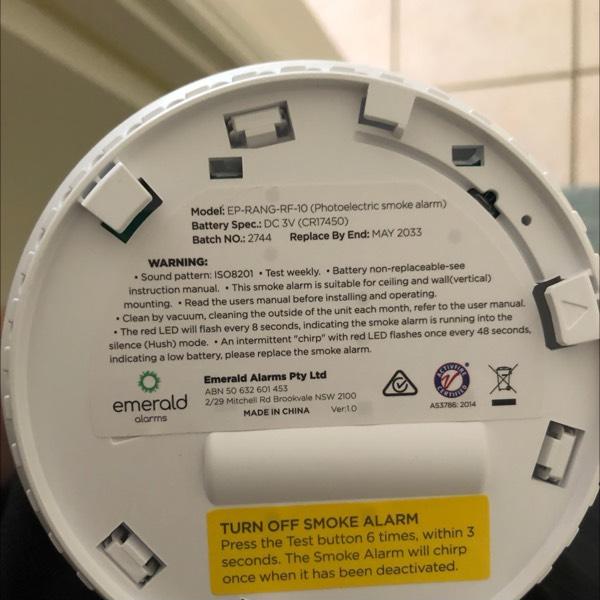 Model: EP-RANG-RF-10 (Photoelectric smoke alarm)
Battery Spec.: DC 3V (CR17450)
Batch NO.: 2744 Replace By End: MAY 2033
WARNING:
• Sound pattern: ISO8201 • Test weekly. • Battery non-replaceable-see
instruction manual. • This smoke alarm is suitable for ceiling and wall(vertical)
mounting. • Read the users manual before installing and operating.
• Clean by vacuum, cleaning the outside of the unit each month, refer to the user manual.
• The red LED will flash every 8 seconds, indicating the smoke alarm is running into the
silence (Hush) mode. • An intermittent "chirp" with red LED flashes once every 48 seconds,
indicating a low battery, please replace the smoke alarm.
emerald
alarms
Emerald Alarms Pty Ltd
ABN 50 632 601 453
2/29 Mitchell Rd Brookvale NSW 2100
MADE IN CHINA Ver:1.0
ACTIVFIRE
CERTIFIED
AS3786: 2014
TURN OFF SMOKE ALARM
Press the Test button 6 times, within 3
seconds. The Smoke Alarm will chirp
once when it has been deactivated.